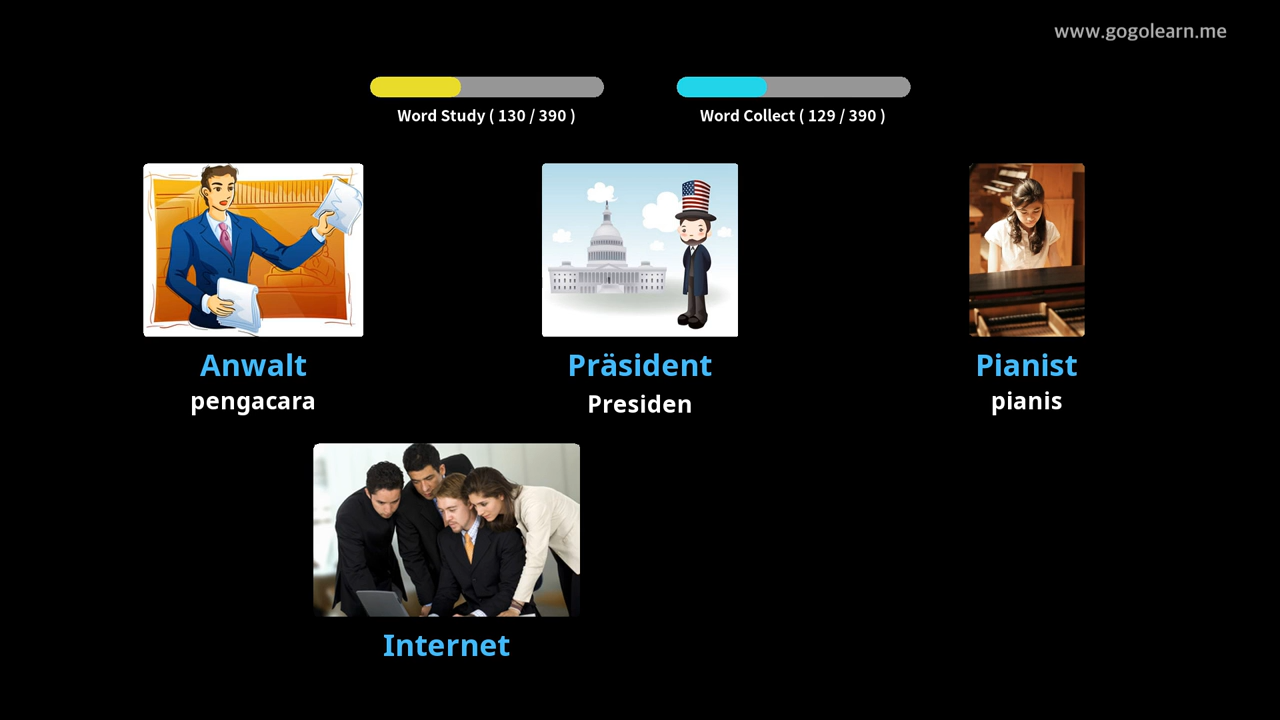 www.gogolearn.me
Word Study ( 130 / 390 )
Word Collect ( 129 / 390 )
Anwalt
pengacara
Präsident
Presiden
Pianist
pianis
Internet